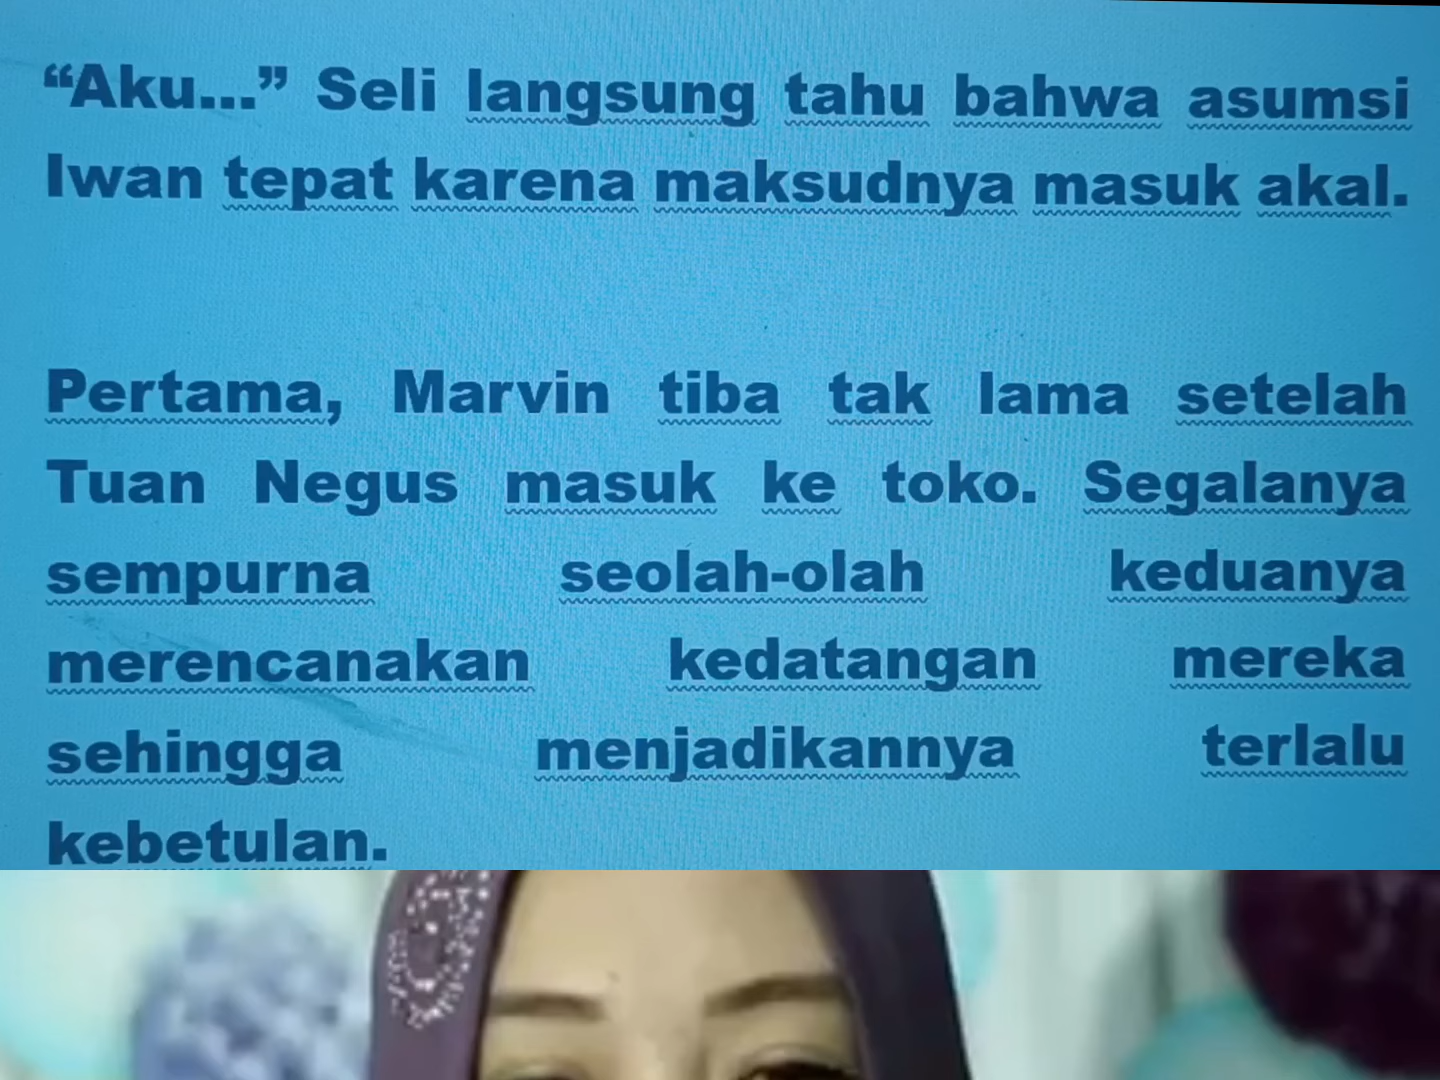 “Aku...” Seli langsung tahu bahwa asumsi
Iwan tepat karena maksudnya masuk akal.
Pertama, Marvin tiba tak lama setelah
Tuan Negus masuk ke toko. Segalanya
sempurna seolah-olah keduanya
merencanakan kedatangan mereka
sehingga menjadikannya terlalu
kebetulan.